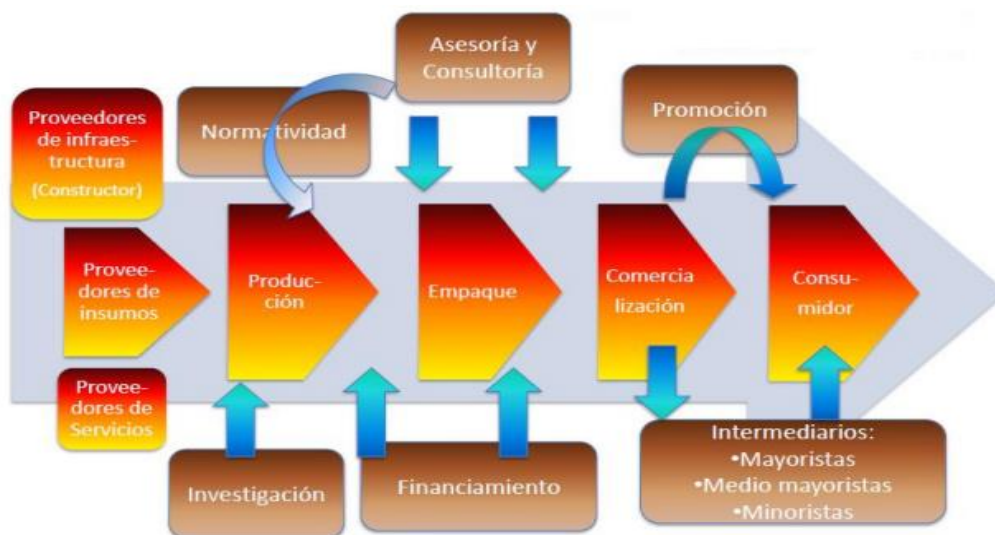 Asesoría y
Consultoría
Promoción
Normatividad
Proveedores
de infraes-
tructura
(Constructor)
Provee-
dores de
insumos
Produc-
ción
Empaque
Comercia
lización
Consu-
midor
Provee-
dores de
Servicios
Investigación
Financiamiento
Intermediarios:
•Mayoristas
•Medio mayoristas
•Minoristas